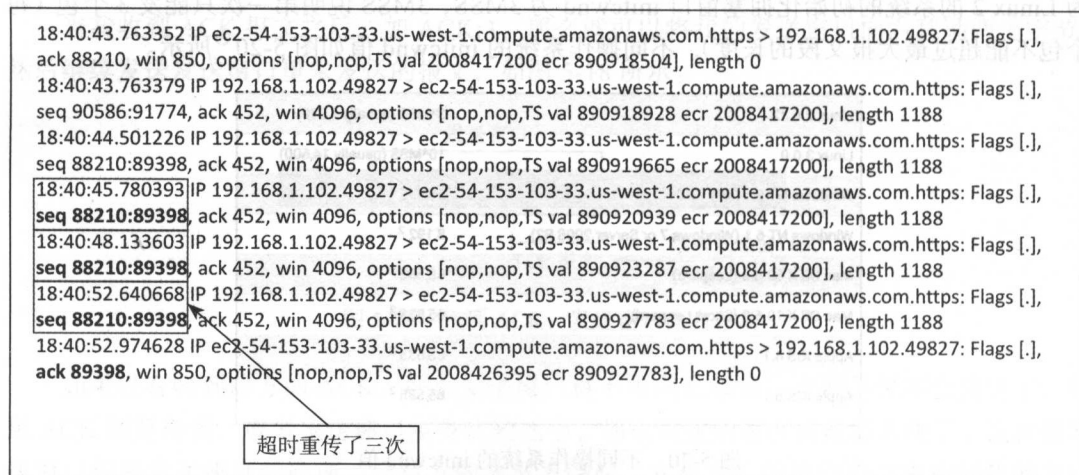 18:40:43.763352 IP ec2-54-153-103-33.us-west-1.compute.amazonaws.com.https > 192.168.1.102.49827: Flags [.],
ack 88210, win 850, options [nop,nop,TS val 2008417200 ecr 890918504], length 0
18:40:43.763379 IP 192.168.1.102.49827 > ec2-54-153-103-33.us-west-1.compute.amazonaws.com.https: Flags [.],
seq 90586:91774, ack 452, win 4096, options [nop,nop,TS val 890918928 ecr 2008417200], length 1188
18:40:44.501226 IP 192.168.1.102.49827 > ec2-54-153-103-33.us-west-1.compute.amazonaws.com.https: Flags [.],
seq 88210:89398, ack 452, win 4096, options [nop,nop,TS val 890919665 ecr 2008417200], length 1188
18:40:45.780393 IP 192.168.1.102.49827 > ec2-54-153-103-33.us-west-1.compute.amazonaws.com.https: Flags [.],
seq 88210:89398, ack 452, win 4096, options [nop,nop,TS val 890920939 ecr 2008417200], length 1188
18:40:48.133603 IP 192.168.1.102.49827 > ec2-54-153-103-33.us-west-1.compute.amazonaws.com.https: Flags [.],
seq 88210:89398, ack 452, win 4096, options [nop,nop,TS val 890923287 ecr 2008417200], length 1188
18:40:52.640668 IP 192.168.1.102.49827 > ec2-54-153-103-33.us-west-1.compute.amazonaws.com.https: Flags [.],
seq 88210:89398, ack 452, win 4096, options [nop,nop,TS val 890927783 ecr 2008417200], length 1188
18:40:52.974628 IP ec2-54-153-103-33.us-west-1.compute.amazonaws.com.https > 192.168.1.102.49827: Flags [.],
ack 89398, win 850, options [nop,nop,TS val 2008426395 ecr 890927783], length 0
超时重传了三次